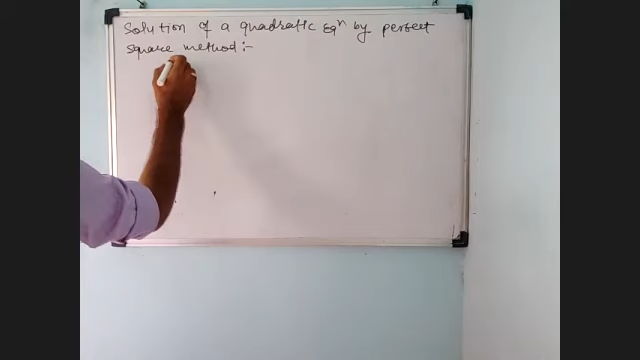 Solution of a quadratic Eqⁿ by perfect
square method:-